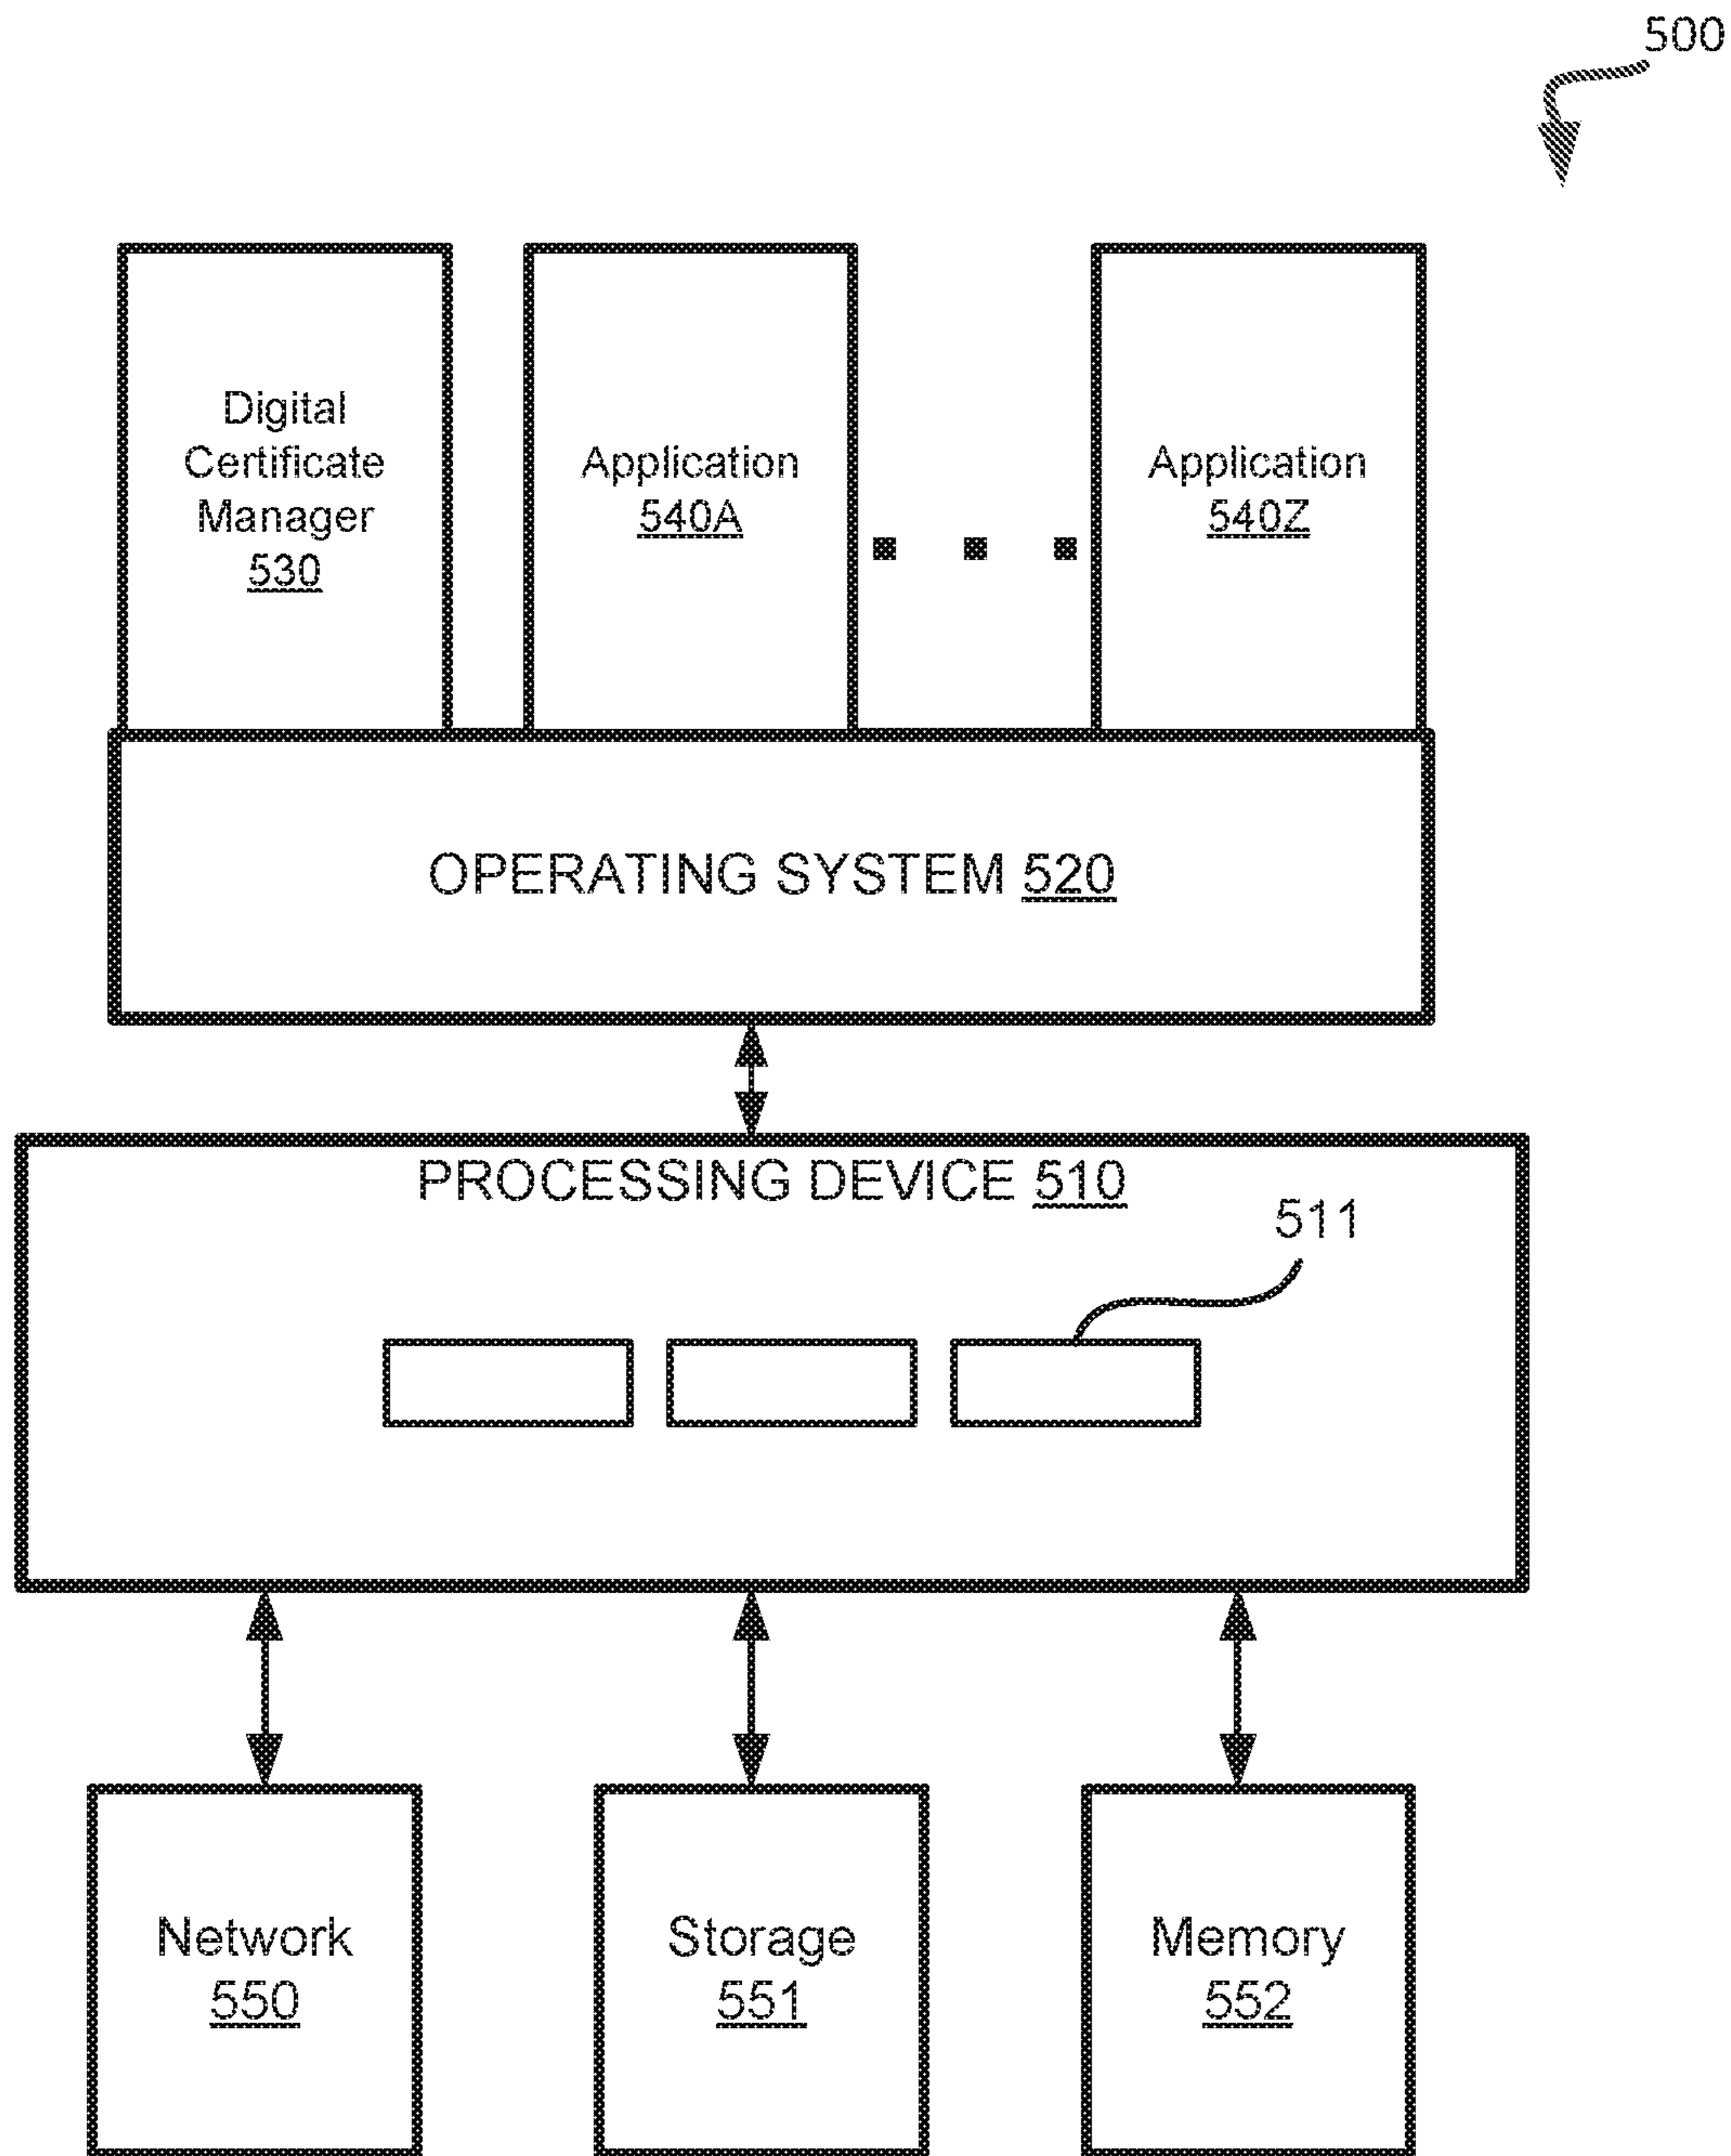 500
Digital
Certificate
Manager
530
Application
540A
Application
540Z
OPERATING SYSTEM 520
PROCESSING DEVICE 510
511
Network
550
Storage
551
Memory
552